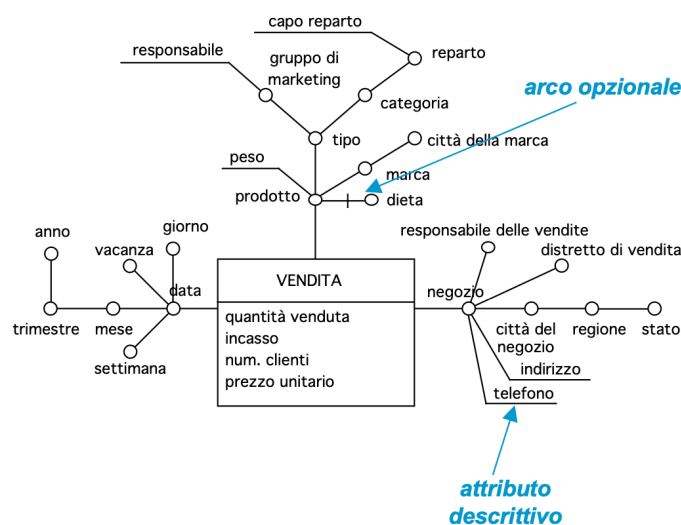 capo reparto
responsabile
gruppo di
marketing
reparto
categoria
arco opzionale
tipo
città della marca
peso
marca
prodotto
dieta
anno
giorno
vacanza
data
trimestre
mese
settimana
VENDITA
quantità venduta
incasso
num. clienti
prezzo unitario
responsabile delle vendite
distretto di vendita
negozio
città del
negozio
regione
stato
indirizzo
telefono
attributo
descrittivo